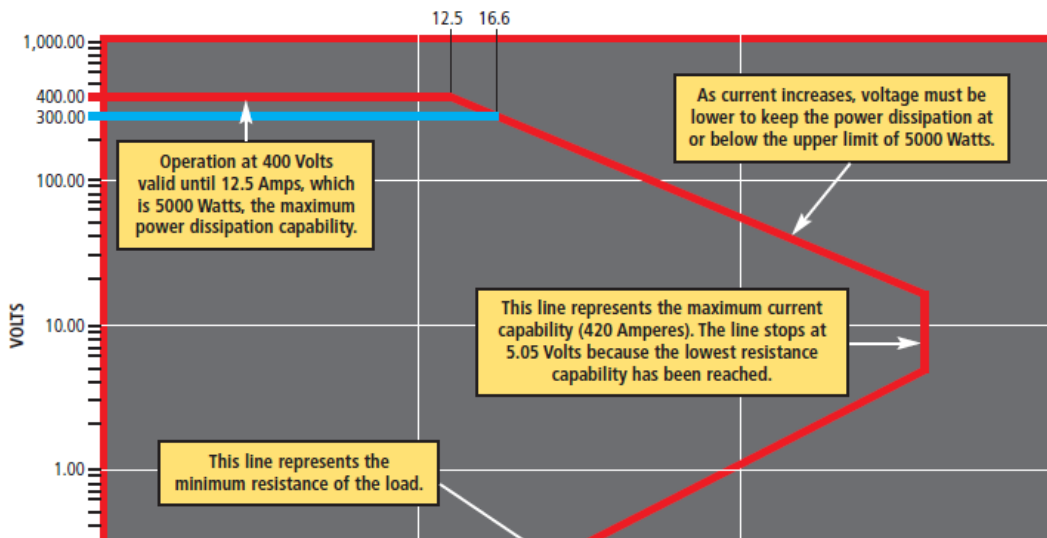 12.5 16.6
1,000.00
400.00
300.00
100.00
10.00
1.00
VOLTS
Operation at 400 Volts
valid until 12.5 Amps, which
is 5000 Watts, the maximum
power dissipation capability.
As current increases, voltage must be
lower to keep the power dissipation at
or below the upper limit of 5000 Watts.
This line represents the maximum current
capability (420 Amperes). The line stops at
5.05 Volts because the lowest resistance
capability has been reached.
This line represents the
minimum resistance of the load.